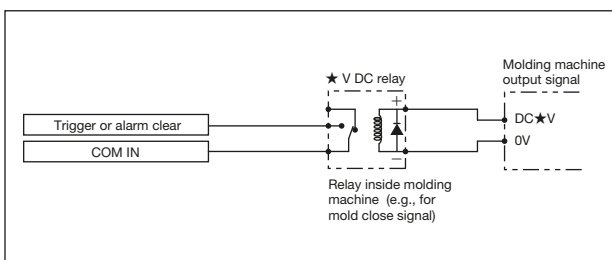 ★ V DC relay
Molding machine
output signal
+
Trigger or alarm clear
DC★V
COM IN
0V
−
Relay inside molding
machine (e.g., for
mold close signal)